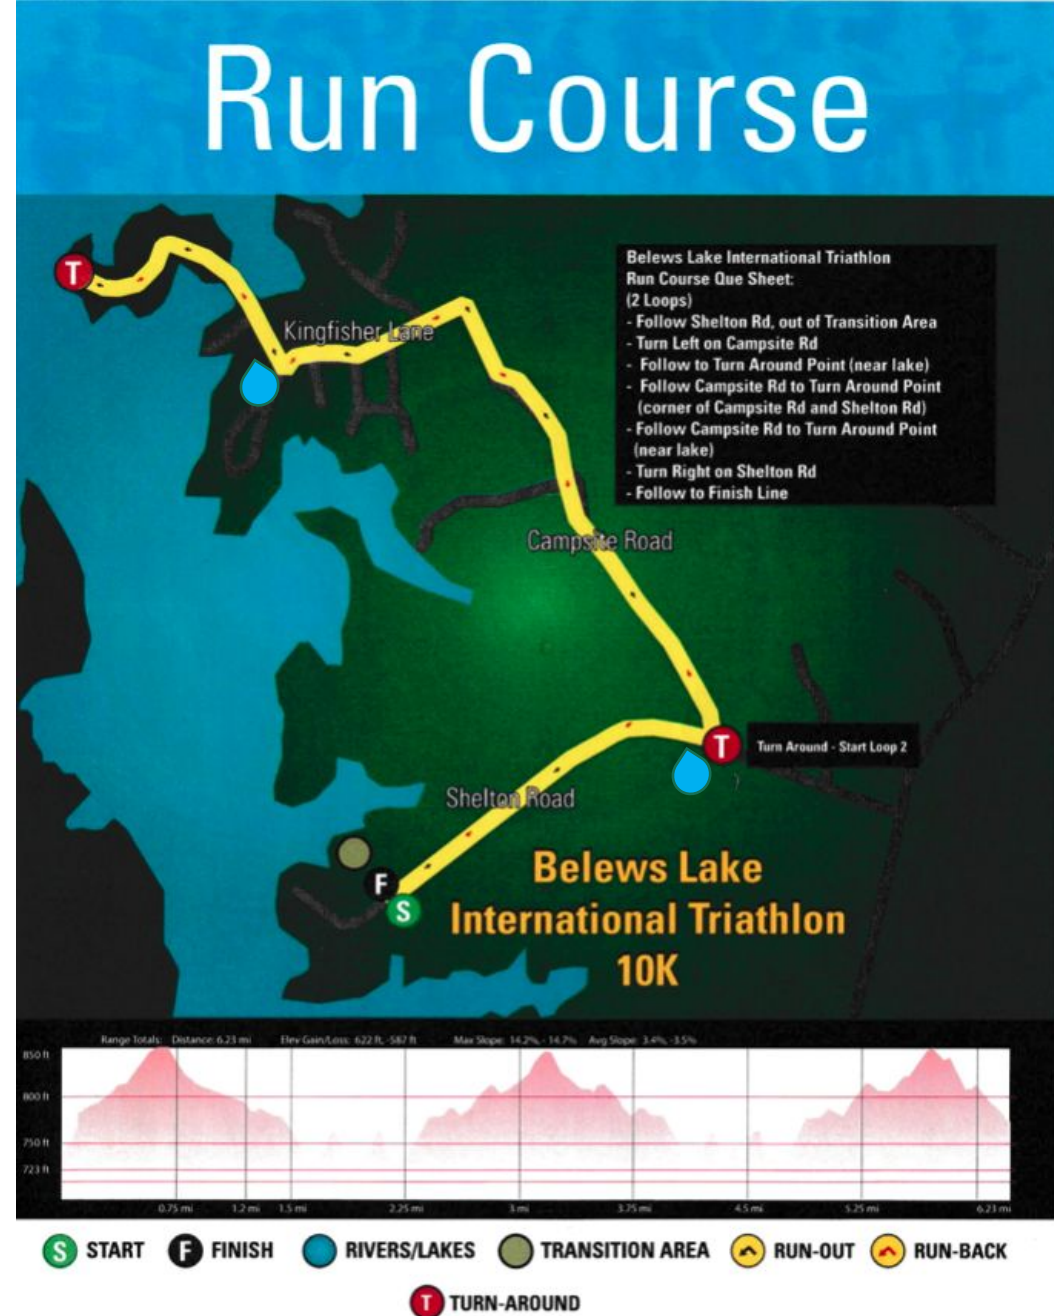 Run Course
T
Kingfisher Lane
Belews Lake International Triathlon
Run Course Que Sheet:
(2 Loops)
- Follow Shelton Rd, out of Transition Area
- Turn Left on Campsite Rd
- Follow to Turn Around Point (near lake)
- Follow Campsite Rd to Turn Around Point
(corner of Campsite Rd and Shelton Rd)
- Follow Campsite Rd to Turn Around Point
(near lake)
- Turn Right on Shelton Rd
- Follow to Finish Line
Campsite Road
T
Turn Around - Start Loop 2
Shelton Road
F
S
Belews Lake
International Triathlon
10K
Range Totals: Distance: 6.23 mi Elev Gain/Loss: 622 ft, -587 ft Max Slope: 14.2%, -14.7% Avg Slope: 3.4%, -3.5%
850 ft
800 ft
750 ft
723 ft
0.75 mi 1.2 mi 1.5 mi 2.25 mi 3 mi 3.75 mi 4.5 mi 5.25 mi 6.23 mi
S START F FINISH RIVERS/LAKES TRANSITION AREA RUN-OUT RUN-BACK
T TURN-AROUND